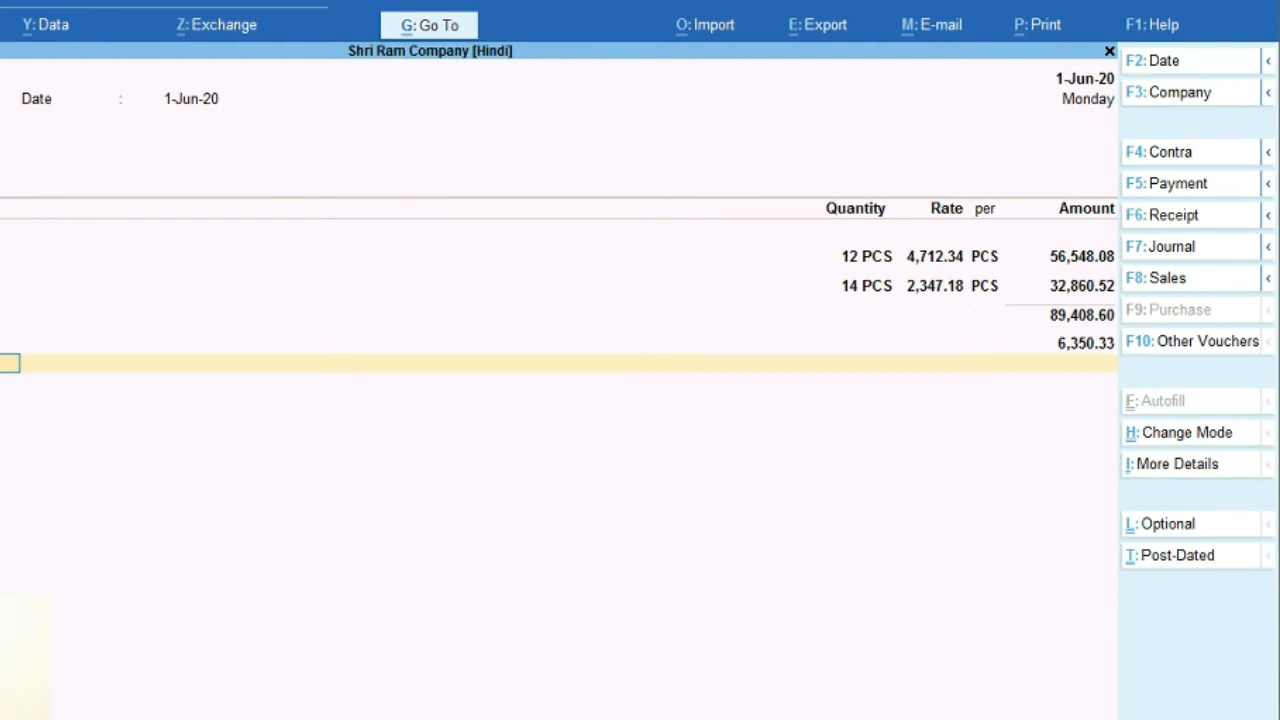 Y: Data Z: Exchange G: Go To O: Import E: Export M: E-mail P: Print F1: Help
Shri Ram Company [Hindi] ×
Date : 1-Jun-20
1-Jun-20
Monday
Quantity Rate per Amount
12 PCS 4,712.34 PCS 56,548.08
14 PCS 2,347.18 PCS 32,860.52
89,408.60
6,350.33
F2: Date
F3: Company
F4: Contra
F5: Payment
F6: Receipt
F7: Journal
F8: Sales
F9: Purchase
F10: Other Vouchers
F: Autofill
H: Change Mode
I: More Details
L: Optional
T: Post-Dated